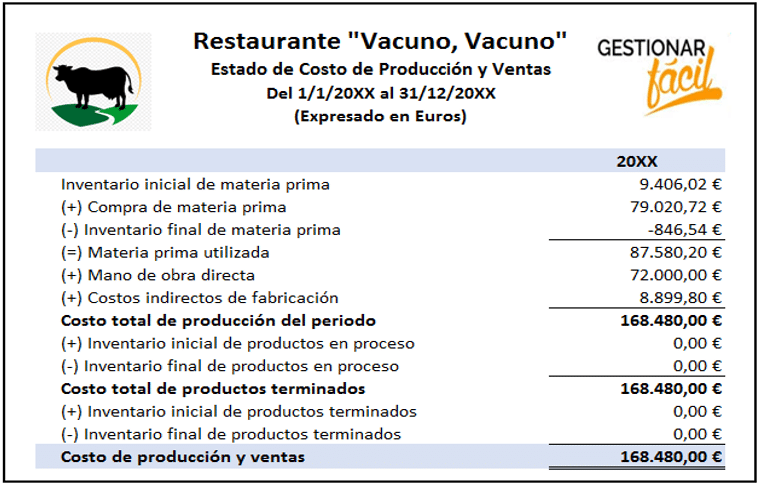 Restaurante "Vacuno, Vacuno"
GESTIONAR
fácil
Estado de Costo de Producción y Ventas
Del 1/1/20XX al 31/12/20XX
(Expresado en Euros)
20XX
Inventario inicial de materia prima 9.406,02 €
(+) Compra de materia prima 79.020,72 €
(-) Inventario final de materia prima -846,54 €
(=) Materia prima utilizada 87.580,20 €
(+) Mano de obra directa 72.000,00 €
(+) Costos indirectos de fabricación 8.899,80 €
Costo total de producción del periodo 168.480,00 €
(+) Inventario inicial de productos en proceso 0,00 €
(-) Inventario final de productos en proceso 0,00 €
Costo total de productos terminados 168.480,00 €
(+) Inventario inicial de productos terminados 0,00 €
(-) Inventario final de productos terminados 0,00 €
Costo de producción y ventas 168.480,00 €